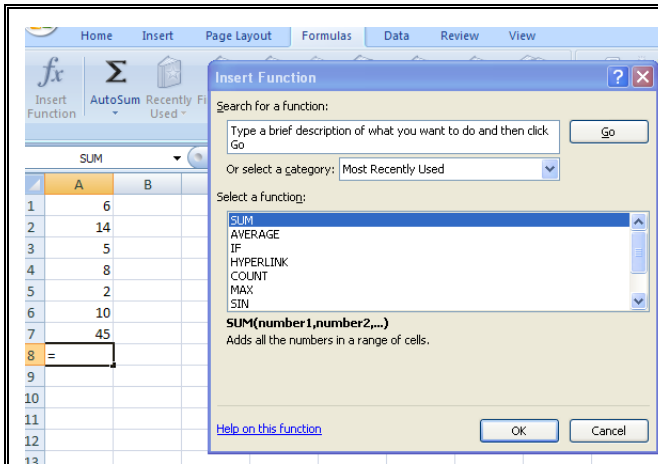 Home Insert Page Layout Formulas Data Review View
fx Σ
Insert Function
AutoSum
Recently Used
Insert Function
Search for a function:
Type a brief description of what you want to do and then click
Go
Go
Or select a category: Most Recently Used
Select a function:
SUM
AVERAGE
IF
HYPERLINK
COUNT
MAX
SIN
SUM(number1,number2,...)
Adds all the numbers in a range of cells.
Help on this function
OK Cancel
SUM
A B
1 6
2 14
3 5
4 8
5 2
6 10
7 45
8 =
9
10
11
12
13